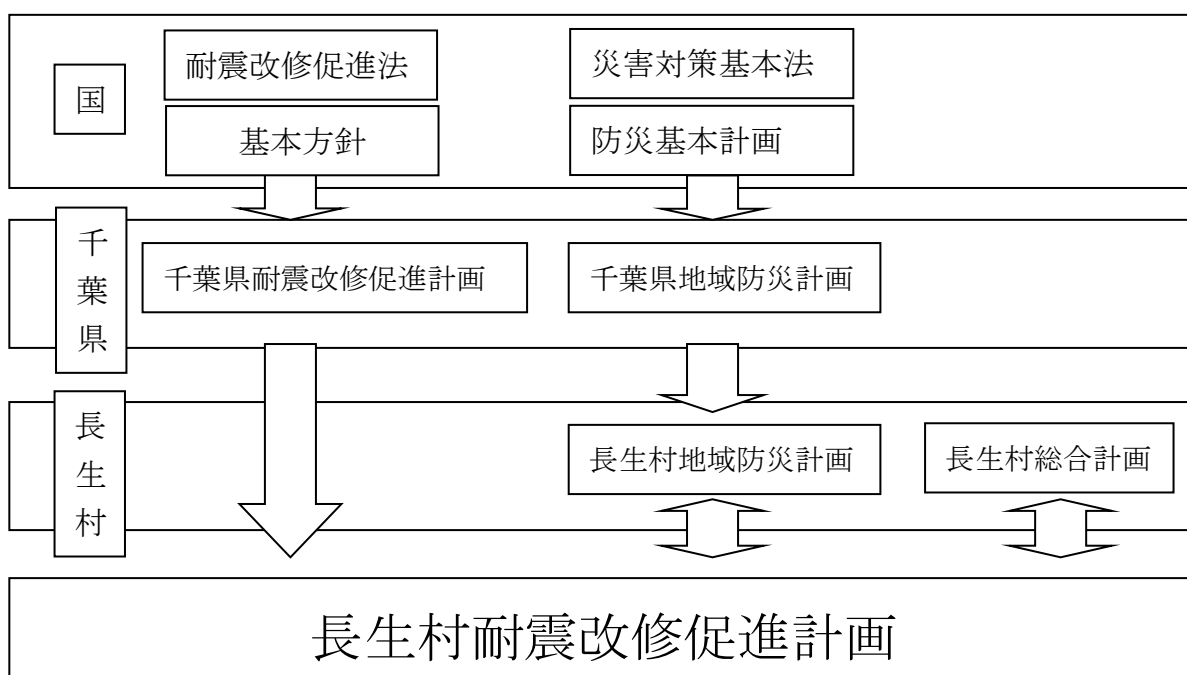 国
耐震改修促進法
災害対策基本法
基本方針
防災基本計画
千葉県
千葉県耐震改修促進計画
千葉県地域防災計画
長生村
長生村地域防災計画
長生村総合計画
長生村耐震改修促進計画